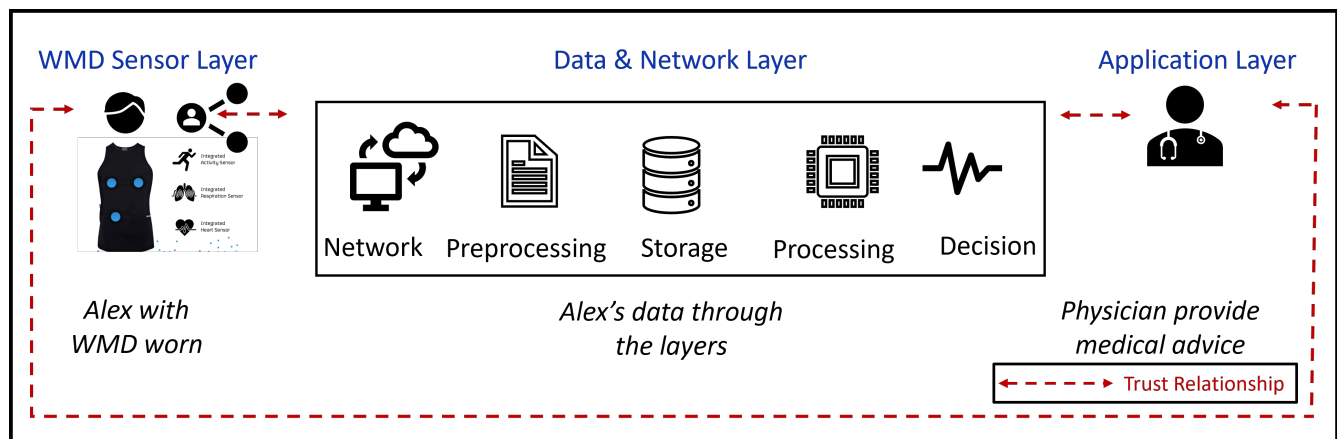 WMD Sensor Layer
Data & Network Layer
Application Layer
Integrated
Activity Sensor
Integrated
Respiration Sensor
Integrated
Heart Sensor
Network
Preprocessing
Storage
Processing
Decision
Alex with
WMD worn
Alex’s data through
the layers
Physician provide
medical advice
Trust Relationship